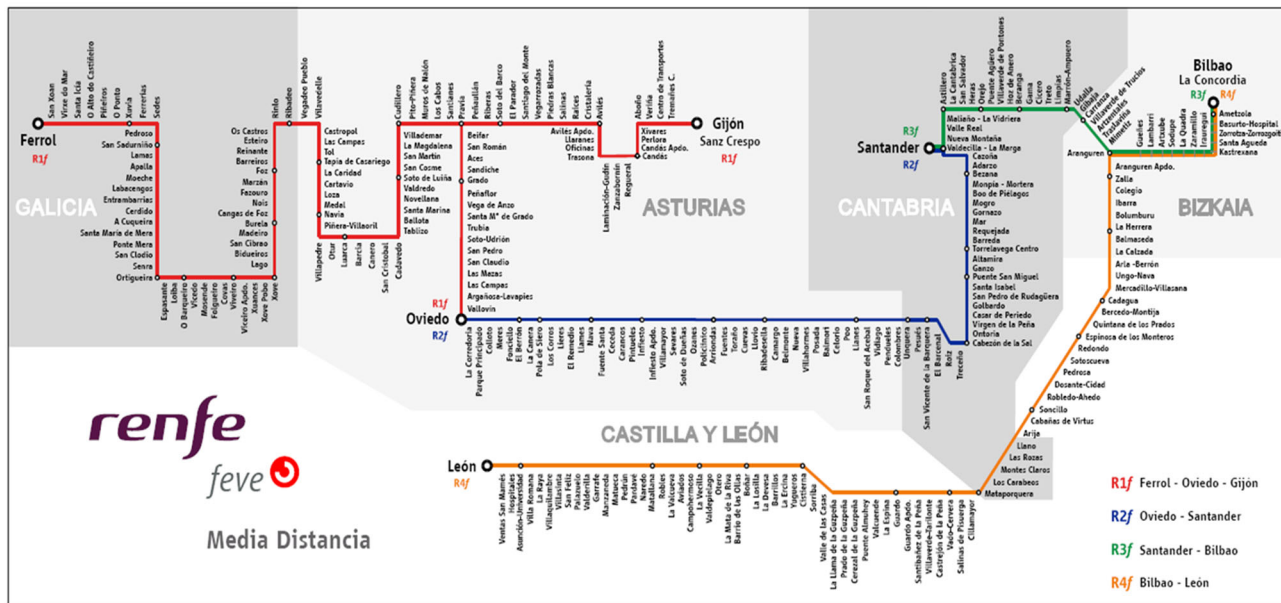 Ferrol
R1f
San Xoan
Virxe do Mar
Santa Icía
O Alto do Castiñeiro
Piñeiros
O Ponto
Xuvia
Ferrerías
Sedes
Pedroso
San Sadurniño
Lamas
Apalla
Moeche
Labacengos
Entrambarrías
Cerdido
A Cuqueira
Santa María de Mera
Ponte Mera
San Clodio
Senra
Ortigueira
Espasante
Loiba
O Barqueiro
Vicedo
Mosende
Folgueiro
Covas
Viveiro
Viveiro Apdo.
Xuances
Xove Pobo
Xove
Os Castros
Esteiro
Reinante
Barreiros
Foz
Marzán
Fazouro
Nois
Cangas de Foz
Burela
Madeiro
San Cibrao
Bidueiros
Lago
Rinlo
Ribadeo
Vegadeo Pueblo
Vilavedelle
Castropol
Las Campas
Tol
Tapia de Casariego
La Caridad
Cartavio
Loza
Medal
Navia
Piñera-Villaoril
Villapedre
Otur
Luarca
Barcia
Canero
San Cristobal
Cadavedo
Villademar
La Magdalena
San Martín
San Cosme
Soto de Luiña
Valdredo
Novellana
Santa Marina
Ballota
Tablizo
Cudillero
Pito-Piñera
Muros de Nalón
Los Cabos
Santianes
Pravia
Peñaullán
Riberas
Soto del Barco
El Parador
Santiago del Monte
Vegarrozadas
Piedras Blancas
Salinas
Raíces
Cristalería
Avilés
Avilés Apdo.
Llaranes
Oficinas
Trasona
Laminación-Gudín
Zanzabornín
Regueral
Aboño
Veriña
Centro de Transportes
Tremañes C.
Xivares
Perlora
Candás Apdo.
Candás
Gijón
Sanz Crespo
R1f
Beifar
San Román
Aces
Sandiche
Grado
Peñaflor
Vega de Anzo
Santa Mª de Grado
Trubia
Soto-Udrión
San Pedro
San Claudio
Las Mazas
Las Campas
Argañosa-Lavapies
Vallovín
R1f
Oviedo
R2f
La Corredoria
Parque Principado
Colloto
Meres
Fonciello
El Berrón
La Carrera
Pola de Siero
Los Corros
Lieres
El Remedio
Llames
Nava
Fuente Santa
Ceceda
Carancos
Pintueles
Infiesto
Infiesto Apdo.
Villamayor
Sevares
Soto de Dueñas
Ozanes
Policlínico
Arriondas
Fuentes
Toraño
Cuevas
Llovio
Ribadesella
Camango
Belmonte
Nueva
Villahormes
Posada
Balmori
Celorio
Poo
Llanes
San Roque del Acebal
Vidiago
Pendueles
Colombres
Unquera
Pesués
San Vicente de la Barquera
El Barcenal
Roiz
Treceño
Santander
R3f
R2f
Astillero
La Cantabrica
San Salvador
Heras
Orejo
Puente Agüero
Villaverde de Pontones
Hoz de Anero
Beranga
Gama
Cicero
Treto
Limpias
Marrón-Ampuero
Udalla
Gibaja
Carranza
Villaverde de Trucios
Artzentales
Traslaviña
Mimetiz
Aranguren
Maliaño - La Vidriera
Valle Real
Nueva Montaña
Valdecilla - La Marga
Cazoña
Adarzo
Bezana
Monpía - Mortera
Boo de Piélagos
Mogro
Gornazo
Mar
Requejada
Barreda
Torrelavega Centro
Altamira
Ganzo
Puente San Miguel
Santa Isabel
San Pedro de Rudagüera
Golbardo
Casar de Periedo
Virgen de la Peña
Ontoria
Cabezón de la Sal
Bilbao
La Concordia
R3f
R4f
Güeñes
Lambarri
Artxube
Sodupe
La Quadra
Zaramillo
Irauregui
Ametzola
Basurto-Hospital
Zorrotza-Zorrozgoiti
Santa Agueda
Kastrexana
Aranguren Apdo.
Zalla
Colegio
Ibarra
Bolumburu
La Herrera
Balmaseda
La Calzada
Arla -Berrón
Ungo-Nava
Mercadillo-Villasana
Cadagua
Bercedo-Montija
Quintana de los Prados
Espinosa de los Monteros
Redondo
Sotoscueva
Pedrosa
Dosante-Cidad
Robledo-Ahedo
Soncillo
Cabañas de Virtus
Arija
Llano
Las Rozas
Montes Claros
Los Carabeos
Mataporquera
León
R4f
Ventas San Mamés
Hospitales
Asunción-Universidad
Villa Romana
La Raya
Villaquilambre
Villasinta
San Feliz
Palazuelo
Valderilla
Garrafe
Manzaneda
Matueca
Pedrún
Pardavé
Naredo
Matallana
Robles
La Valcueva
Aviados
Campohermoso
La Vecilla
Valdepiélago
Otero
La Mata de la Riva
Barrio de las Ollas
Boñar
La Losilla
La Devesa
Barrillos
La Ercina
Yugueros
Cistierna
Sorriba
Valle de las Casas
La Llama de la Guzpeña
Prado de la Guzpeña
Cerezal de la Guzpeña
Puente Almuhey
Valcuende
La Espina
Guardo
Guardo Apdo.
Santibañez de la Peña
Villaverde-Tarilonte
Castrejón de la Peña
Vado-Cervera
Salinas de Pisuerga
Cillamayor
GALICIA
ASTURIAS
CANTABRIA
BIZKAIA
CASTILLA Y LEÓN
renfe
feve
Media Distancia
R1f Ferrol - Oviedo - Gijón
R2f Oviedo - Santander
R3f Santander - Bilbao
R4f Bilbao - León